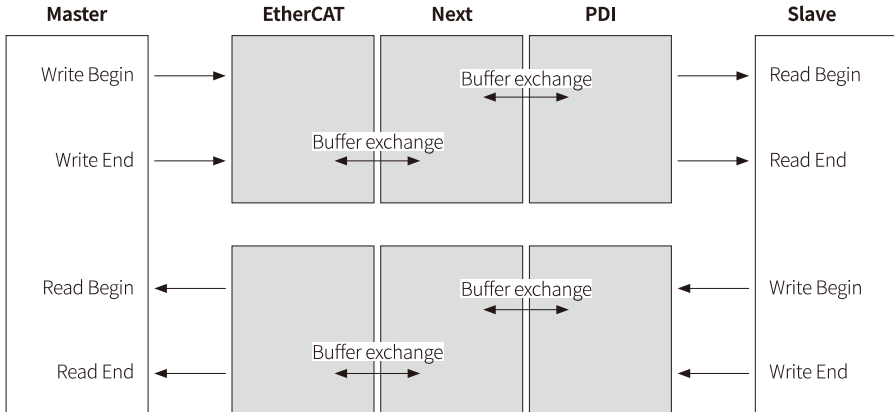 Master EtherCAT Next PDI Slave
Write Begin Buffer exchange Read Begin
Write End Buffer exchange Read End
Read Begin Buffer exchange Write Begin
Read End Buffer exchange Write End